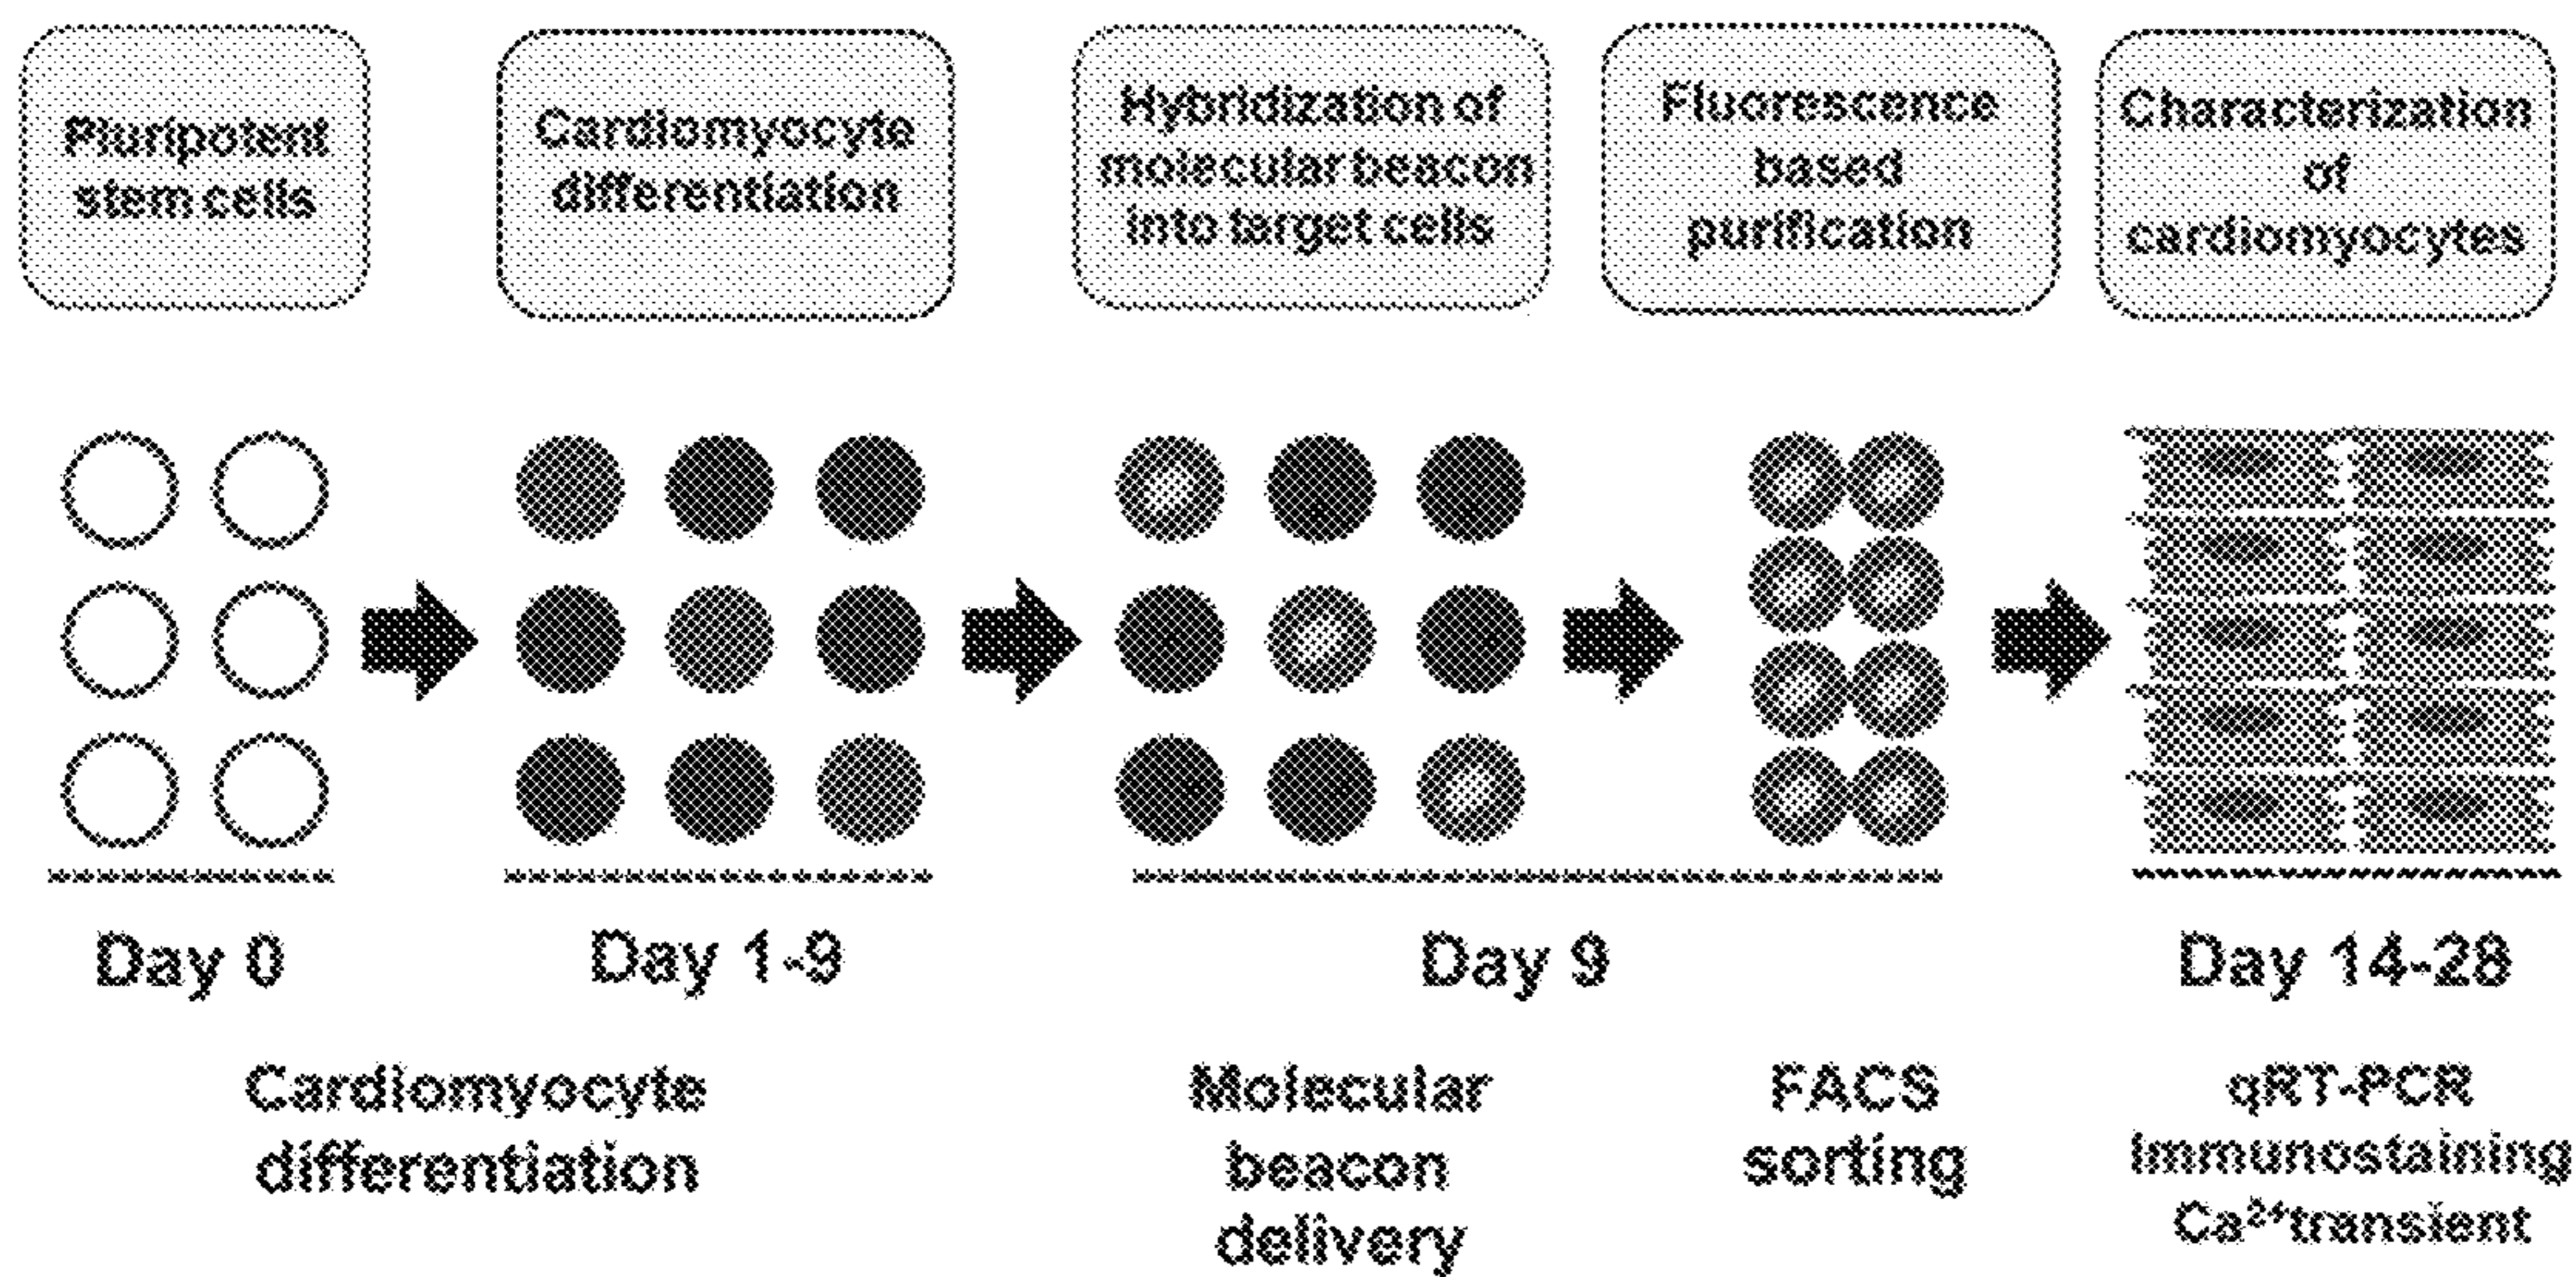 Pluripotent
stem cells
Cardiomyocyte
differentiation
Hybridization of
molecular beacon
into target cells
Fluorescence
based
purification
Characterization
of
cardiomyocytes
Day 0
Day 1-9
Day 9
Day 14-28
Cardiomyocyte
differentiation
Molecular
beacon
delivery
FACS
sorting
qRT-PCR
Immunostaining
Ca²⁺transient